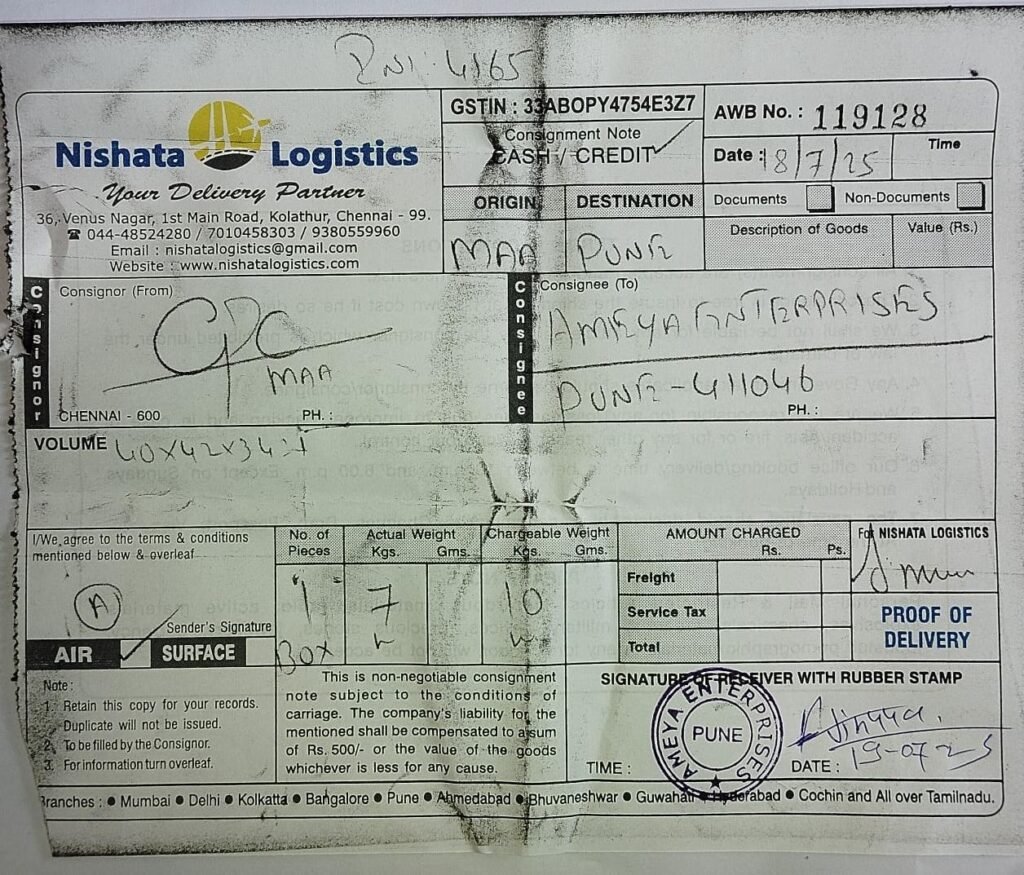 PNI: 4165
Nishata Logistics
Your Delivery Partner
36, Venus Nagar, 1st Main Road, Kolathur, Chennai - 99.
☎ 044-48524280 / 7010458303 / 9380559960
Email : nishatalogistics@gmail.com
Website : www.nishatalogistics.com
GSTIN : 33ABOPY4754E3Z7
Consignment Note
CASH / CREDIT ✓
AWB No. : 119128
Date : 18/7/25
Time
ORIGIN
DESTINATION
MAA
PUNE
Documents
Non-Documents
Description of Goods
Value (Rs.)
Consignor
Consignor (From)
MAA
CHENNAI - 600
PH. :
Consignee
Consignee (To)
AMEYA ENTERPRISES
PUNE-411046
PH. :
VOLUME 40x42x34
I/We agree to the terms & conditions
mentioned below & overleaf
A
Sender's Signature
AIR ✓ SURFACE
No. of
Pieces
1
BOX
Actual Weight
Kgs. Gms.
7
Chargeable Weight
Kgs. Gms.
10
AMOUNT CHARGED
Rs. Ps.
Freight
Service Tax
Total
For NISHATA LOGISTICS
PROOF OF
DELIVERY
Note :
1. Retain this copy for your records.
Duplicate will not be issued.
2. To be filled by the Consignor.
3. For information turn overleaf.
This is non-negotiable consignment
note subject to the conditions of
carriage. The company's liability for the
mentioned shall be compensated to a sum
of Rs. 500/- or the value of the goods
whichever is less for any cause.
SIGNATURE OF RECEIVER WITH RUBBER STAMP
AMEYA ENTERPRISES
PUNE
★
TIME :
DATE : 19-07-25
Branches : ● Mumbai ● Delhi ● Kolkatta ● Bangalore ● Pune ● Ahmedabad ● Bhuvaneshwar ● Guwahati ● Hyderabad ● Cochin and All over Tamilnadu.